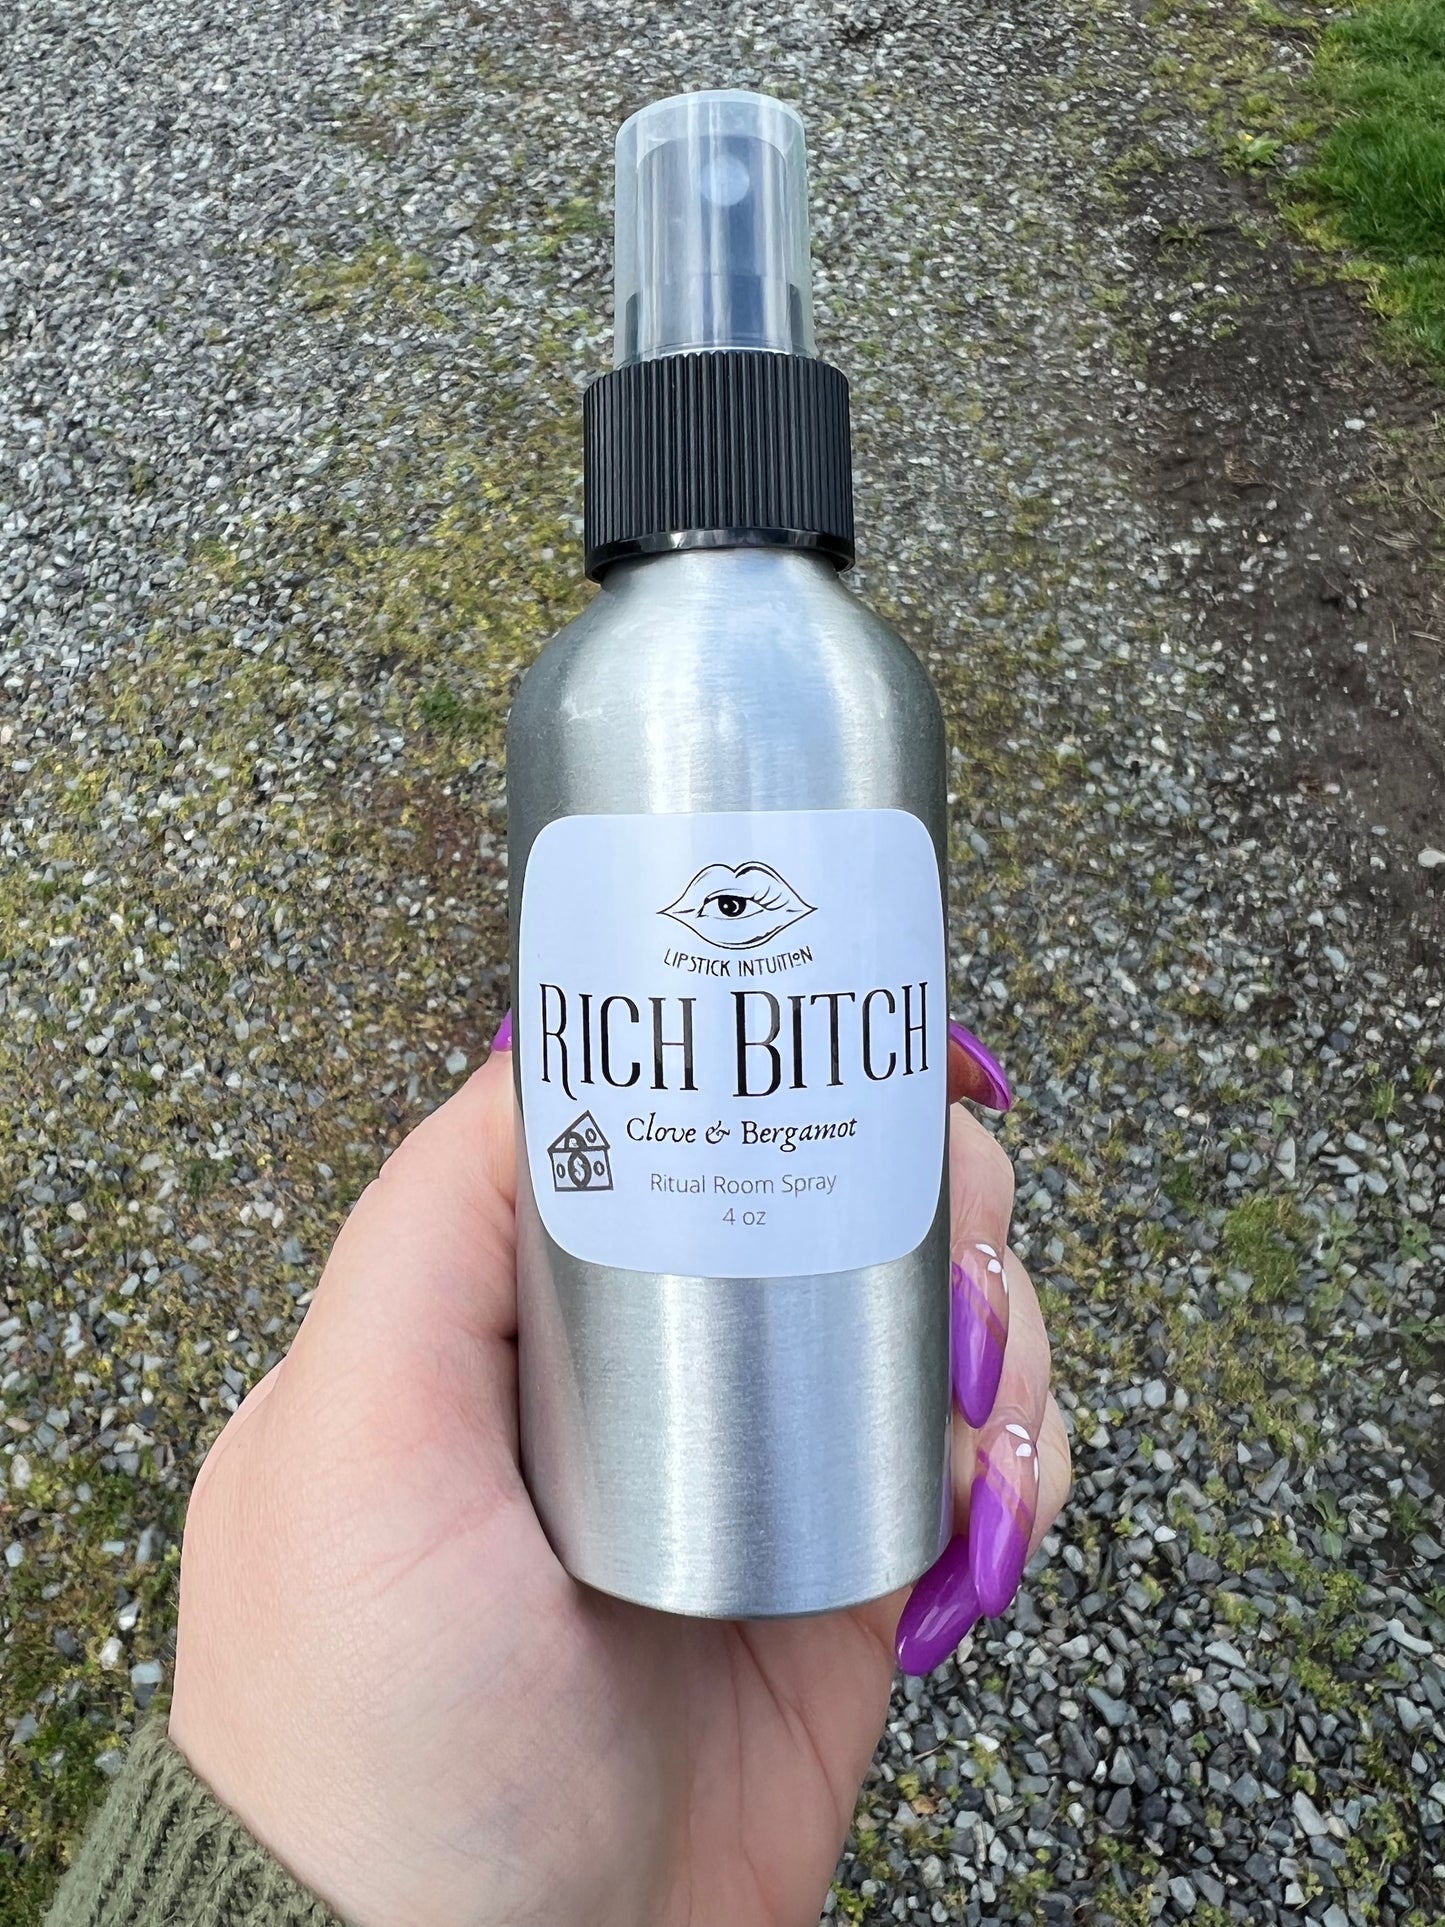 LIPSTICK INTUITION
RICH BITCH
Clove & Bergamot
Ritual Room Spray
4 oz